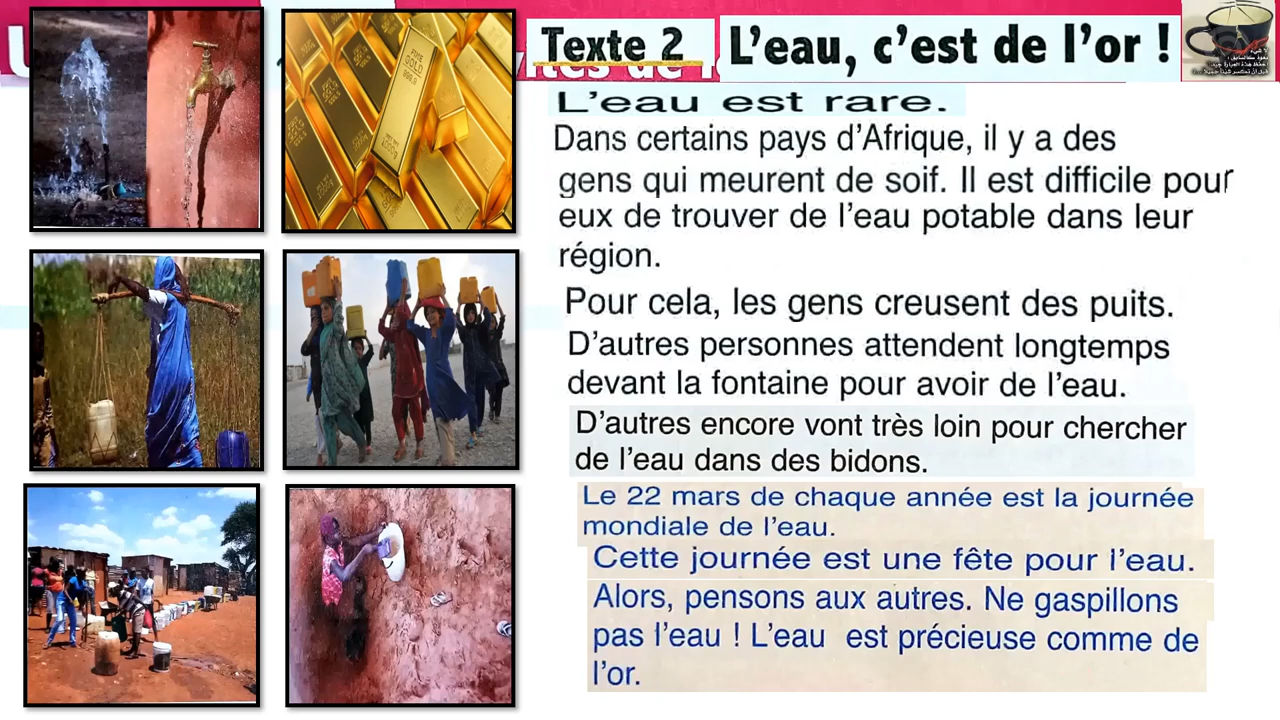 Texte 2 L'eau, c'est de l'or !
L'eau est rare.
Dans certains pays d'Afrique, il y a des
gens qui meurent de soif. Il est difficile pour
eux de trouver de l'eau potable dans leur
région.
Pour cela, les gens creusent des puits.
D'autres personnes attendent longtemps
devant la fontaine pour avoir de l'eau.
D'autres encore vont très loin pour chercher
de l'eau dans des bidons.
Le 22 mars de chaque année est la journée
mondiale de l'eau.
Cette journée est une fête pour l'eau.
Alors, pensons aux autres. Ne gaspillons
pas l'eau ! L'eau est précieuse comme de
l'or.